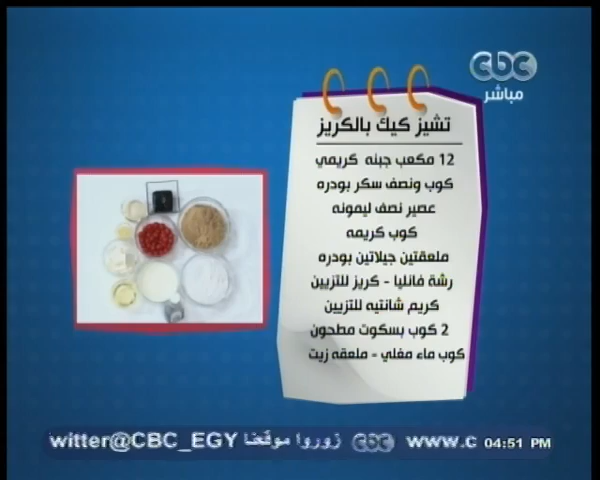 cbc
مباشر
تشيز كيك بالكريز
12 مكعب جبنه كريمي
كوب ونصف سكر بودره
عصير نصف ليمونه
كوب كريمه
ملعقتين جيلاتين بودره
رشة فانليا - كريز للتزيين
كريم شانتيه للتزيين
2 كوب بسكوت مطحون
كوب ماء مغلي - ملعقه زيت
witter@CBC_EGY زوروا موقعنا cbc www.c 04:51 PM